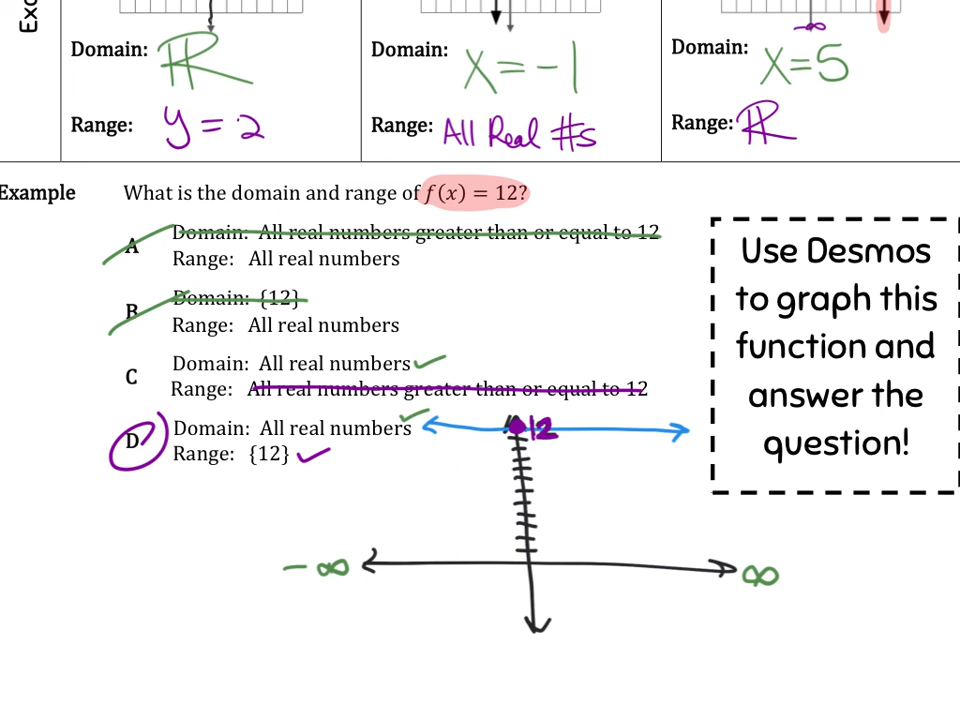 Exa
-∞
Domain: ℝ
Range: y = 2
Domain: x = -1
Range: All Real #s
Domain: x = 5
Range: ℝ
Example What is the domain and range of f(x) = 12?
A Domain: All real numbers greater than or equal to 12
Range: All real numbers
B Domain: {12}
Range: All real numbers
C Domain: All real numbers
Range: All real numbers greater than or equal to 12
D Domain: All real numbers
Range: {12}
12
-∞ ∞
Use Desmos
to graph this
function and
answer the
question!